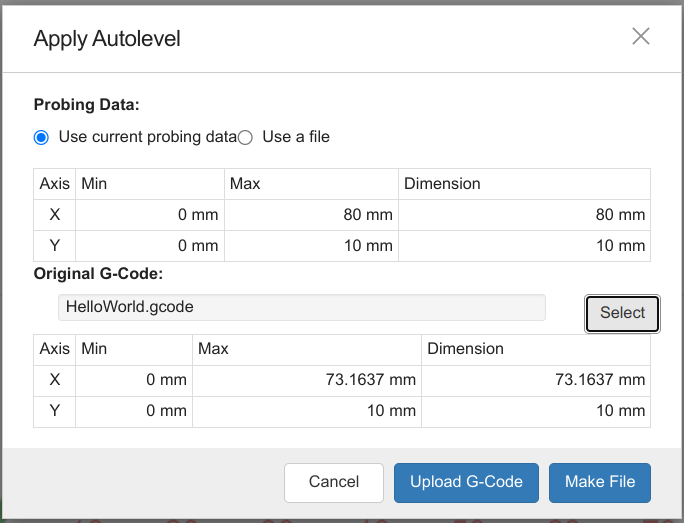 Apply Autolevel
Probing Data:
Use current probing data Use a file
Axis Min Max Dimension
X 0 mm 80 mm 80 mm
Y 0 mm 10 mm 10 mm
Original G-Code:
HelloWorld.gcode Select
Axis Min Max Dimension
X 0 mm 73.1637 mm 73.1637 mm
Y 0 mm 10 mm 10 mm
Cancel Upload G-Code Make File